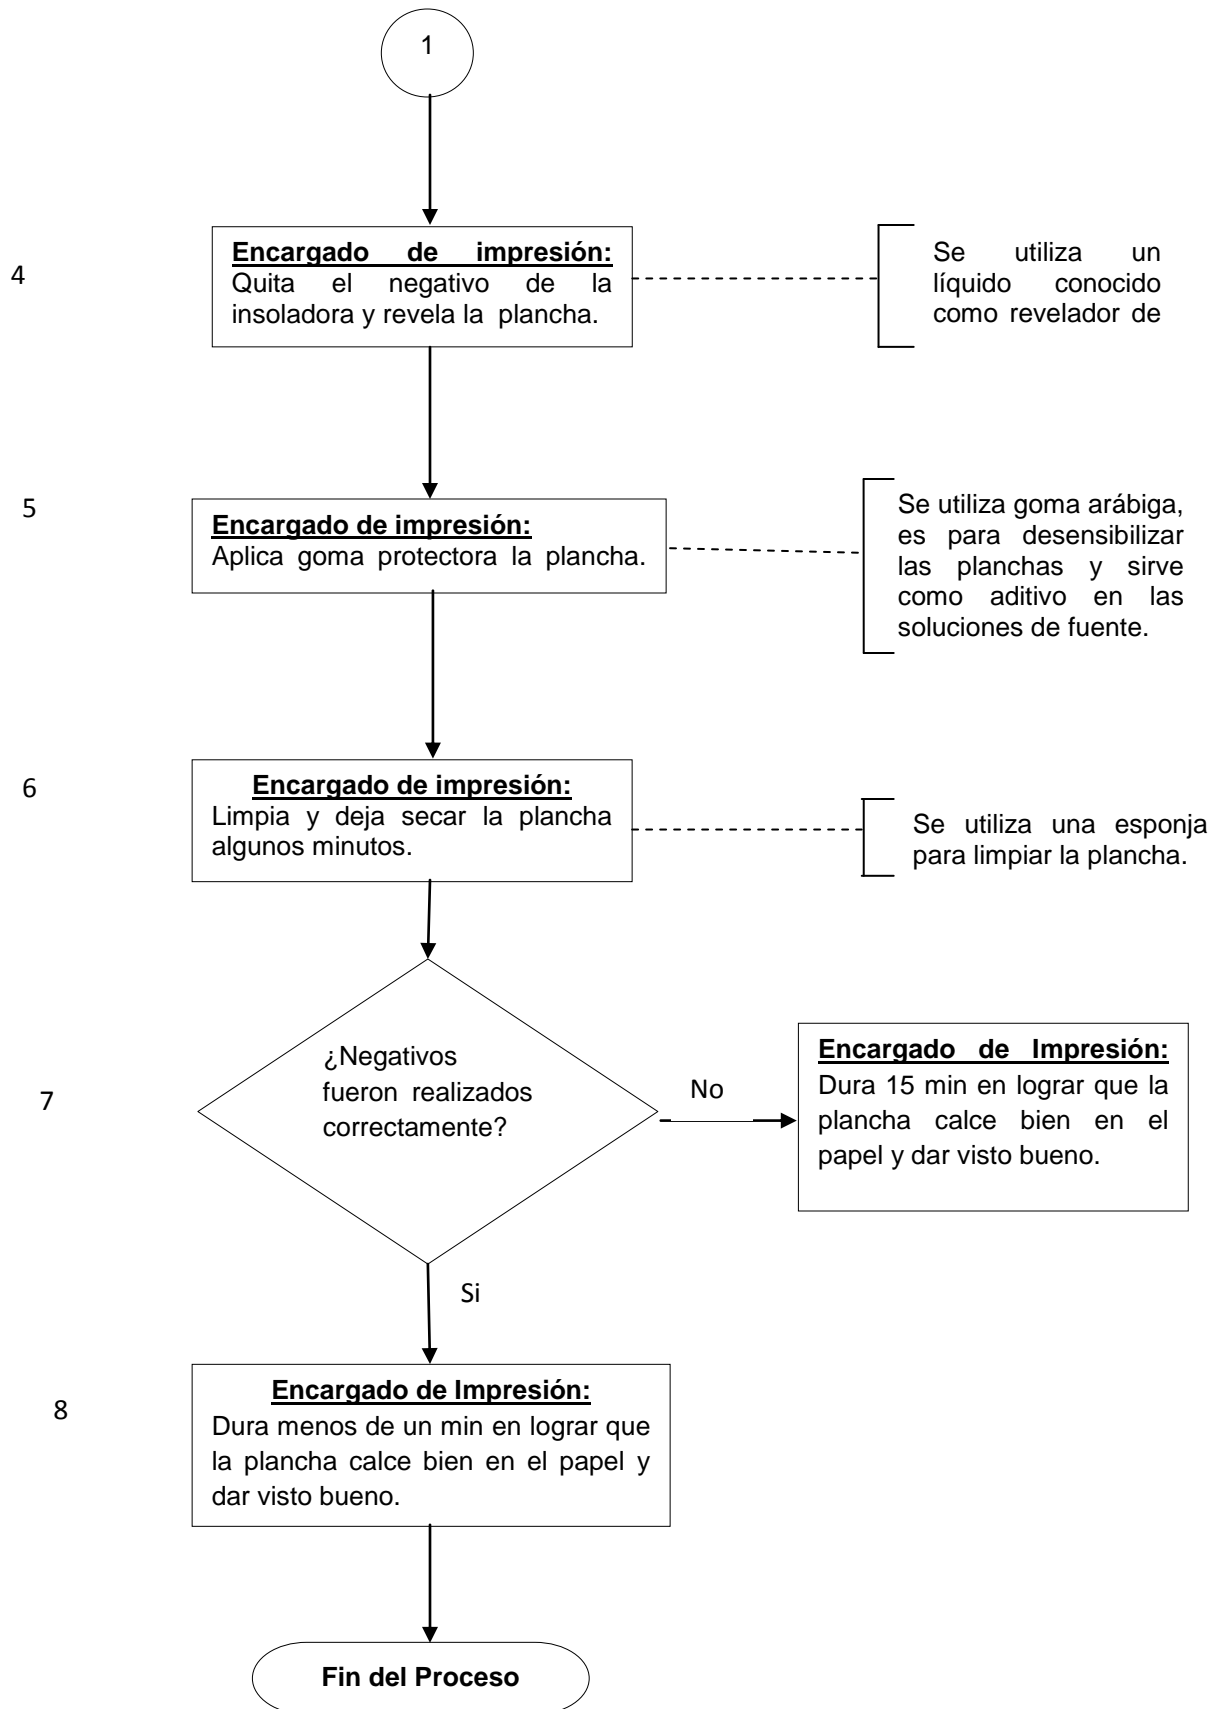 1
4
Encargado de impresión:
Quita el negativo de la
insoladora y revela la plancha.
Se utiliza un
líquido conocido
como revelador de
5
Encargado de impresión:
Aplica goma protectora la plancha.
Se utiliza goma arábiga,
es para desensibilizar
las planchas y sirve
como aditivo en las
soluciones de fuente.
6
Encargado de impresión:
Limpia y deja secar la plancha
algunos minutos.
Se utiliza una esponja
para limpiar la plancha.
7
¿Negativos
fueron realizados
correctamente?
No
Encargado de Impresión:
Dura 15 min en lograr que la
plancha calce bien en el
papel y dar visto bueno.
Si
8
Encargado de Impresión:
Dura menos de un min en lograr que
la plancha calce bien en el papel y
dar visto bueno.
Fin del Proceso